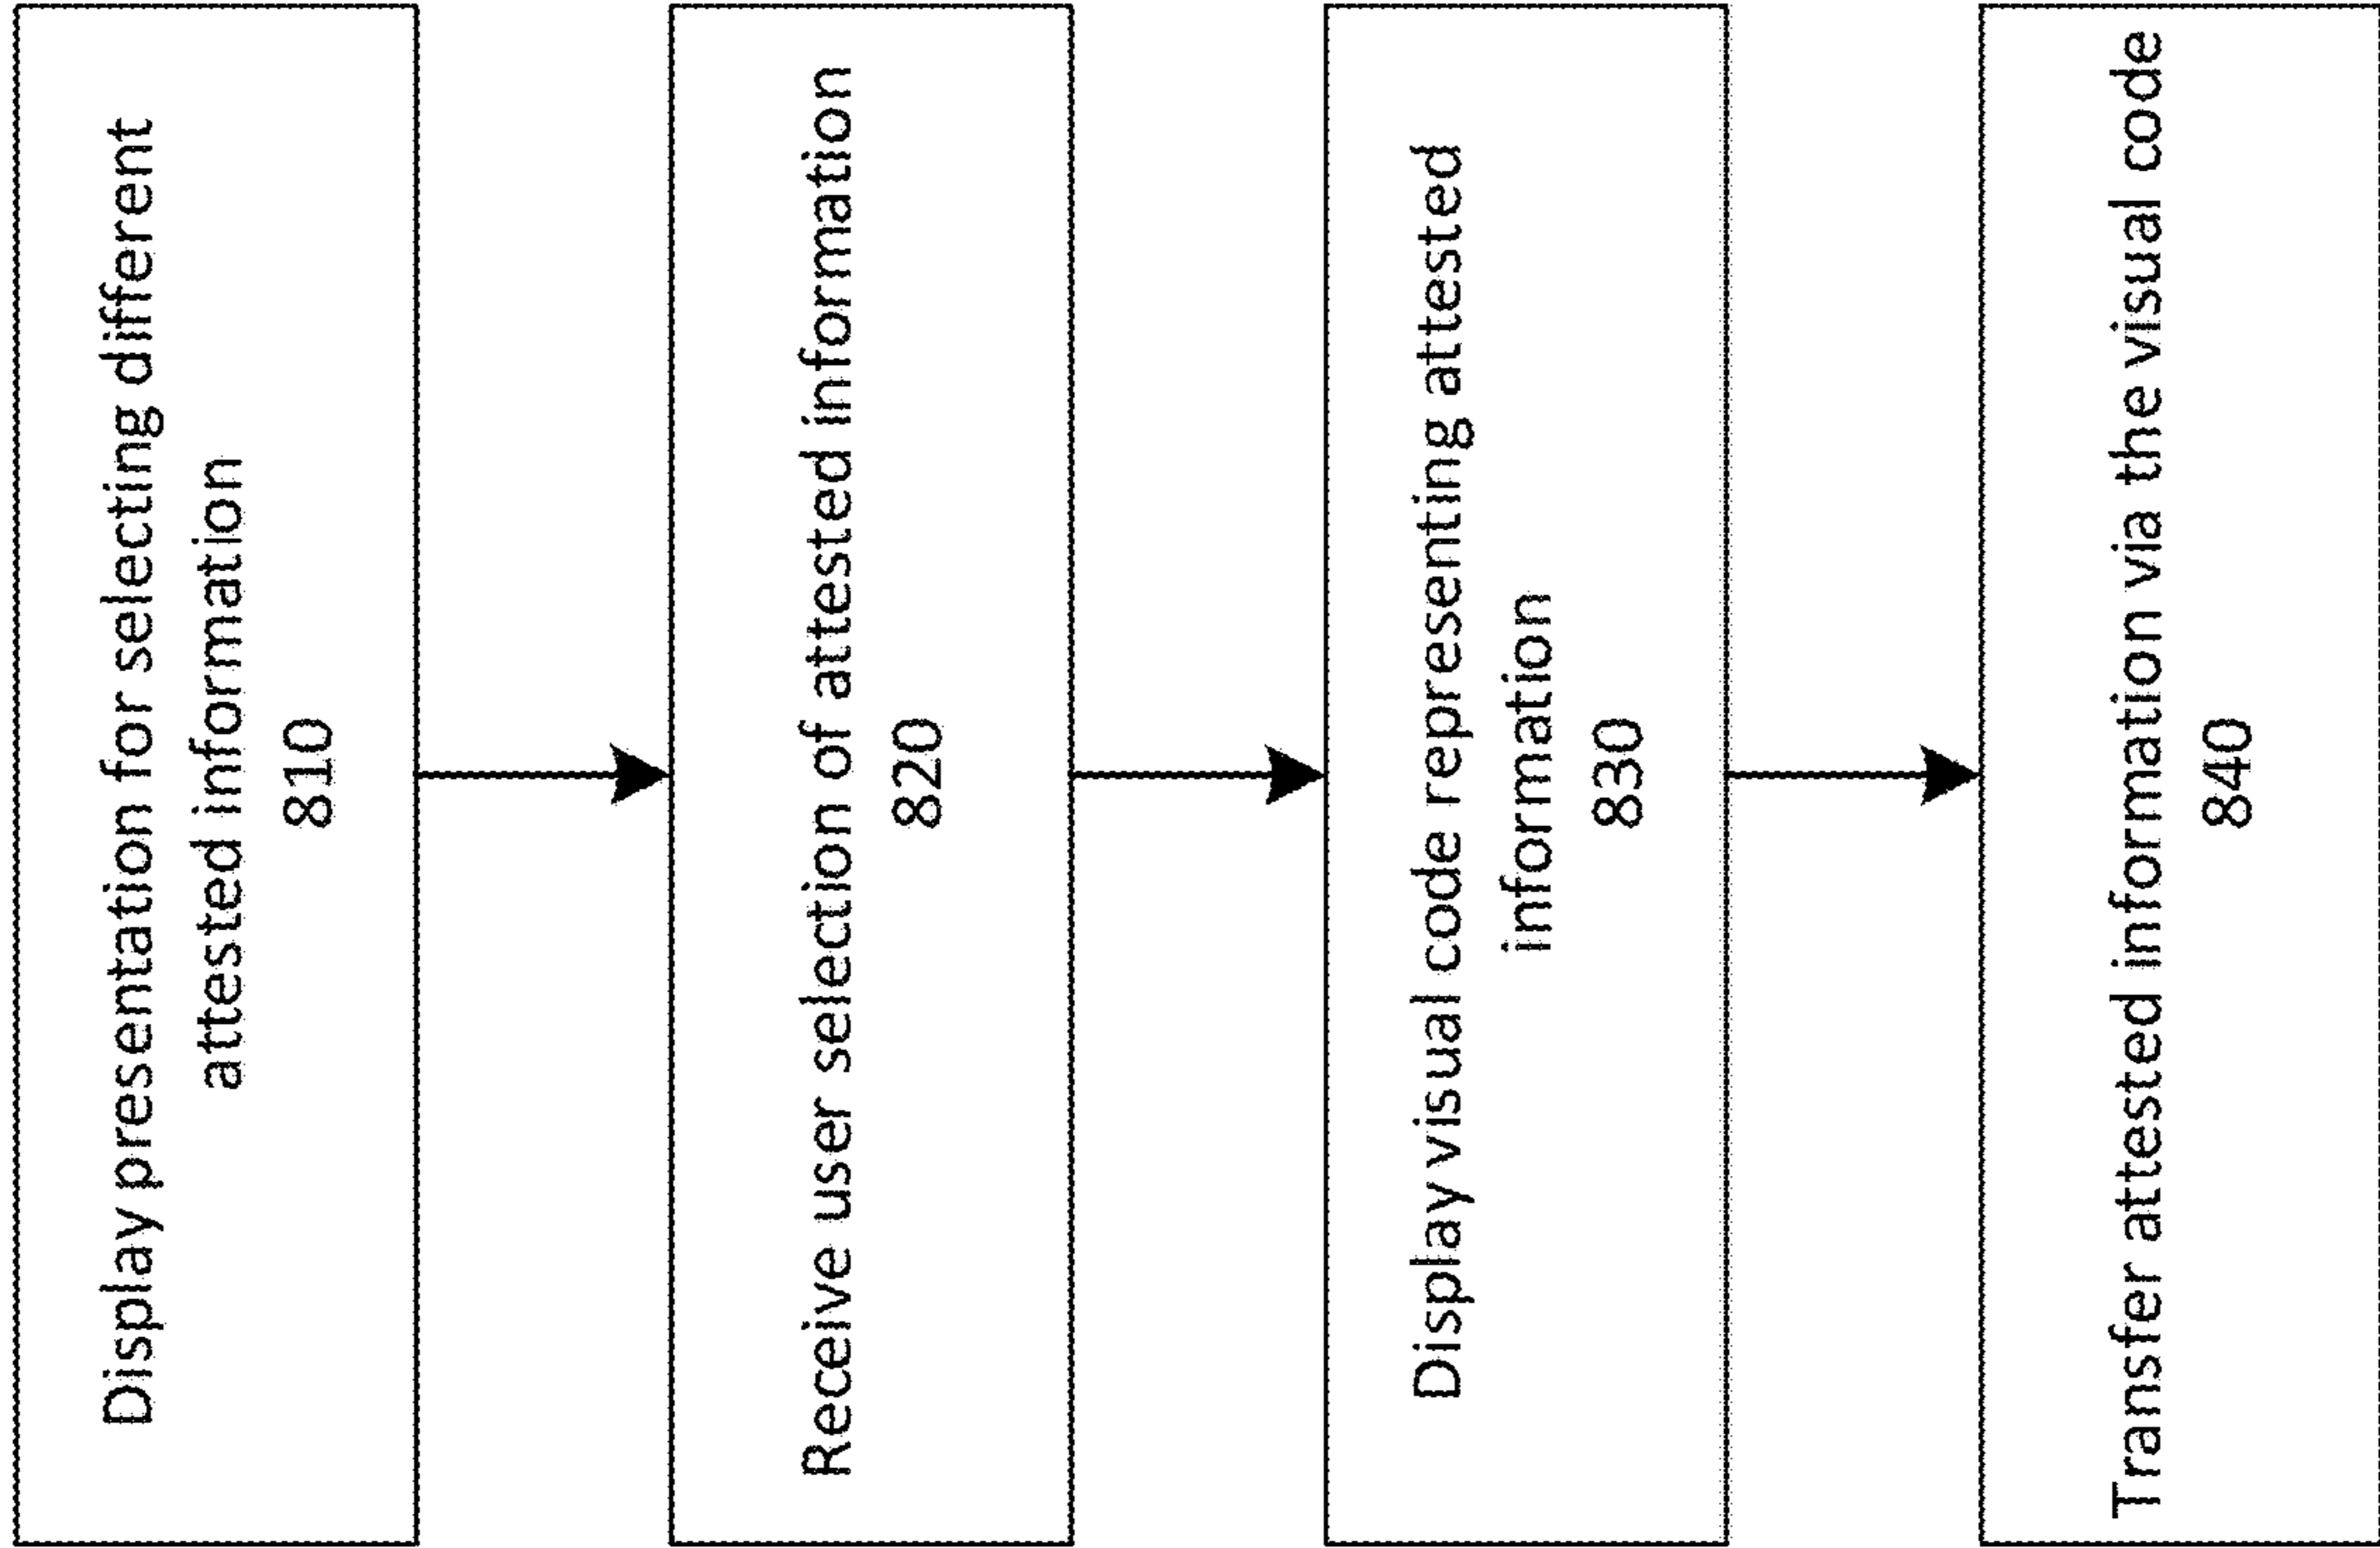 Display presentation for selecting different
attested information
810
Receive user selection of attested information
820
Display visual code representing attested
information
830
Transfer attested information via the visual code
840